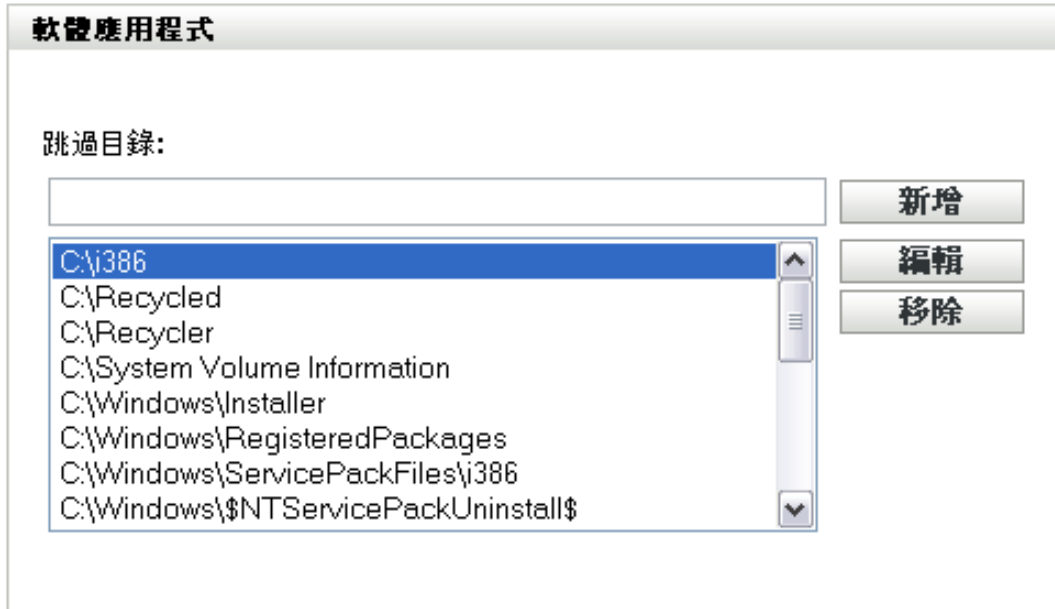 軟體應用程式
跳過目錄:
新增
C:\i386
編輯
C:\Recycled
移除
C:\Recycler
C:\System Volume Information
C:\Windows\Installer
C:\Windows\RegisteredPackages
C:\Windows\ServicePackFiles\i386
C:\Windows\$NTServicePackUninstall$